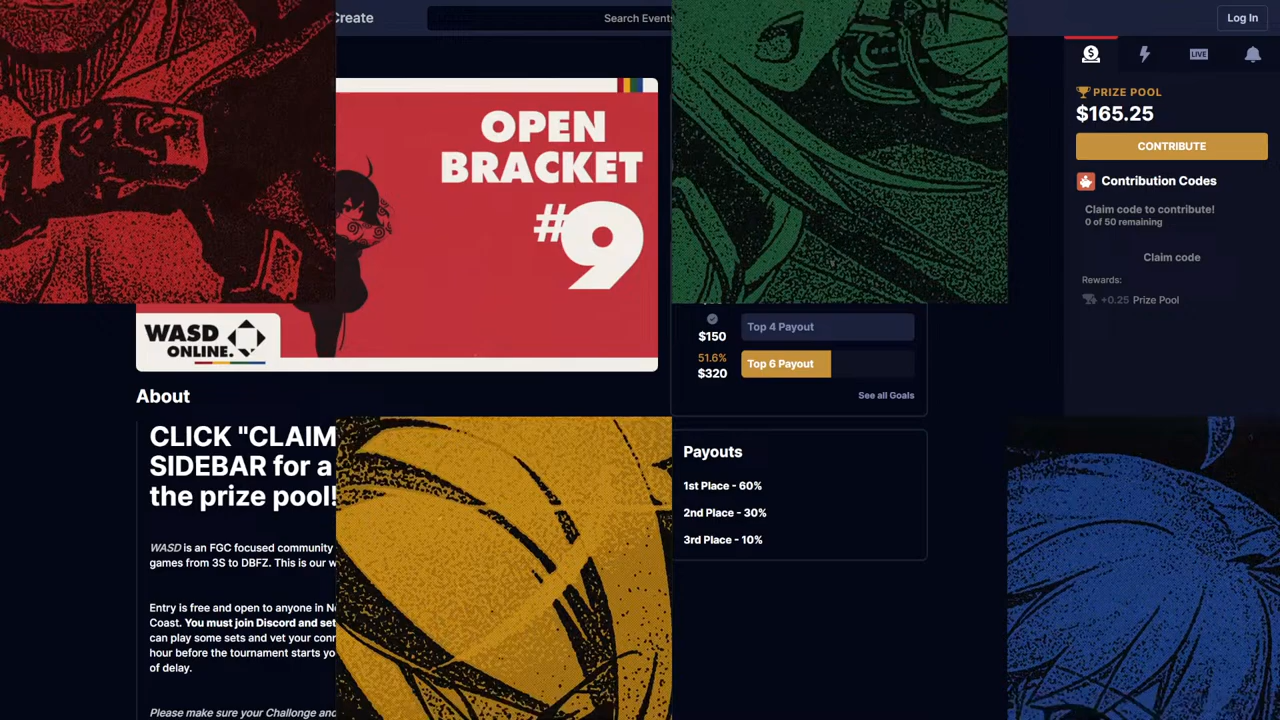 Create
Search Events
Log In
OPEN
BRACKET
#9
WASD
ONLINE.
LIVE
PRIZE POOL
$165.25
CONTRIBUTE
Contribution Codes
Claim code to contribute!
0 of 50 remaining
Claim code
Rewards:
+0.25 Prize Pool
$150
Top 4 Payout
51.6%
$320
Top 6 Payout
See all Goals
About
CLICK "CLAIM
SIDEBAR for a
the prize pool!
WASD is an FGC focused community
games from 3S to DBFZ. This is our
Entry is free and open to anyone in
Coast. You must join Discord and set
can play some sets and vet your
hour before the tournament starts
of delay.
Please make sure your Challonge and
Payouts
1st Place - 60%
2nd Place - 30%
3rd Place - 10%